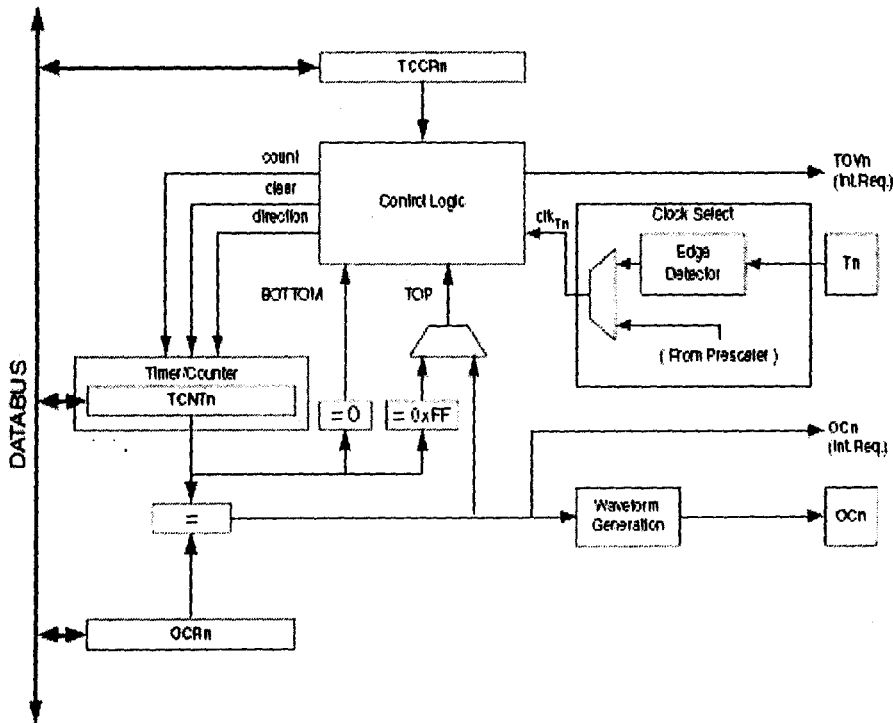 TCCRn
count
clear
direction
Control Logic
TOVn
(Int.Req.)
clkTn
Clock Select
Edge
Detector
Tn
( From Prescaler )
BOTTOM
TOP
Timer/Counter
TCNTn
= 0
= 0xFF
OCn
(Int.Req.)
=
Waveform
Generation
OCn
OCRn
DATABUS